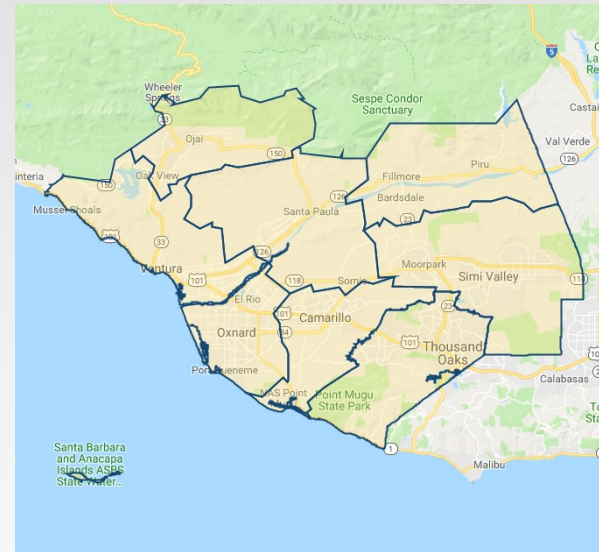 5
Wheeler
Springs
Sespe Condor
Sanctuary
33
Ojai
150
Val Verde
126
Piru
Fillmore
Bardsdale
Oak View
150
126
Santa Paula
23
Mussel Shoals
101
33
Ventura
126
Moorpark
Simi Valley
118
118
Somis
101
El Rio
101
Camarillo
Oxnard
34
23
101
Thousand
Oaks
Calabasas
Port Hueneme
NAS Point
Point Mugu
State Park
1
Malibu
Santa Barbara
and Anacapa
Islands ASBS
State Water...